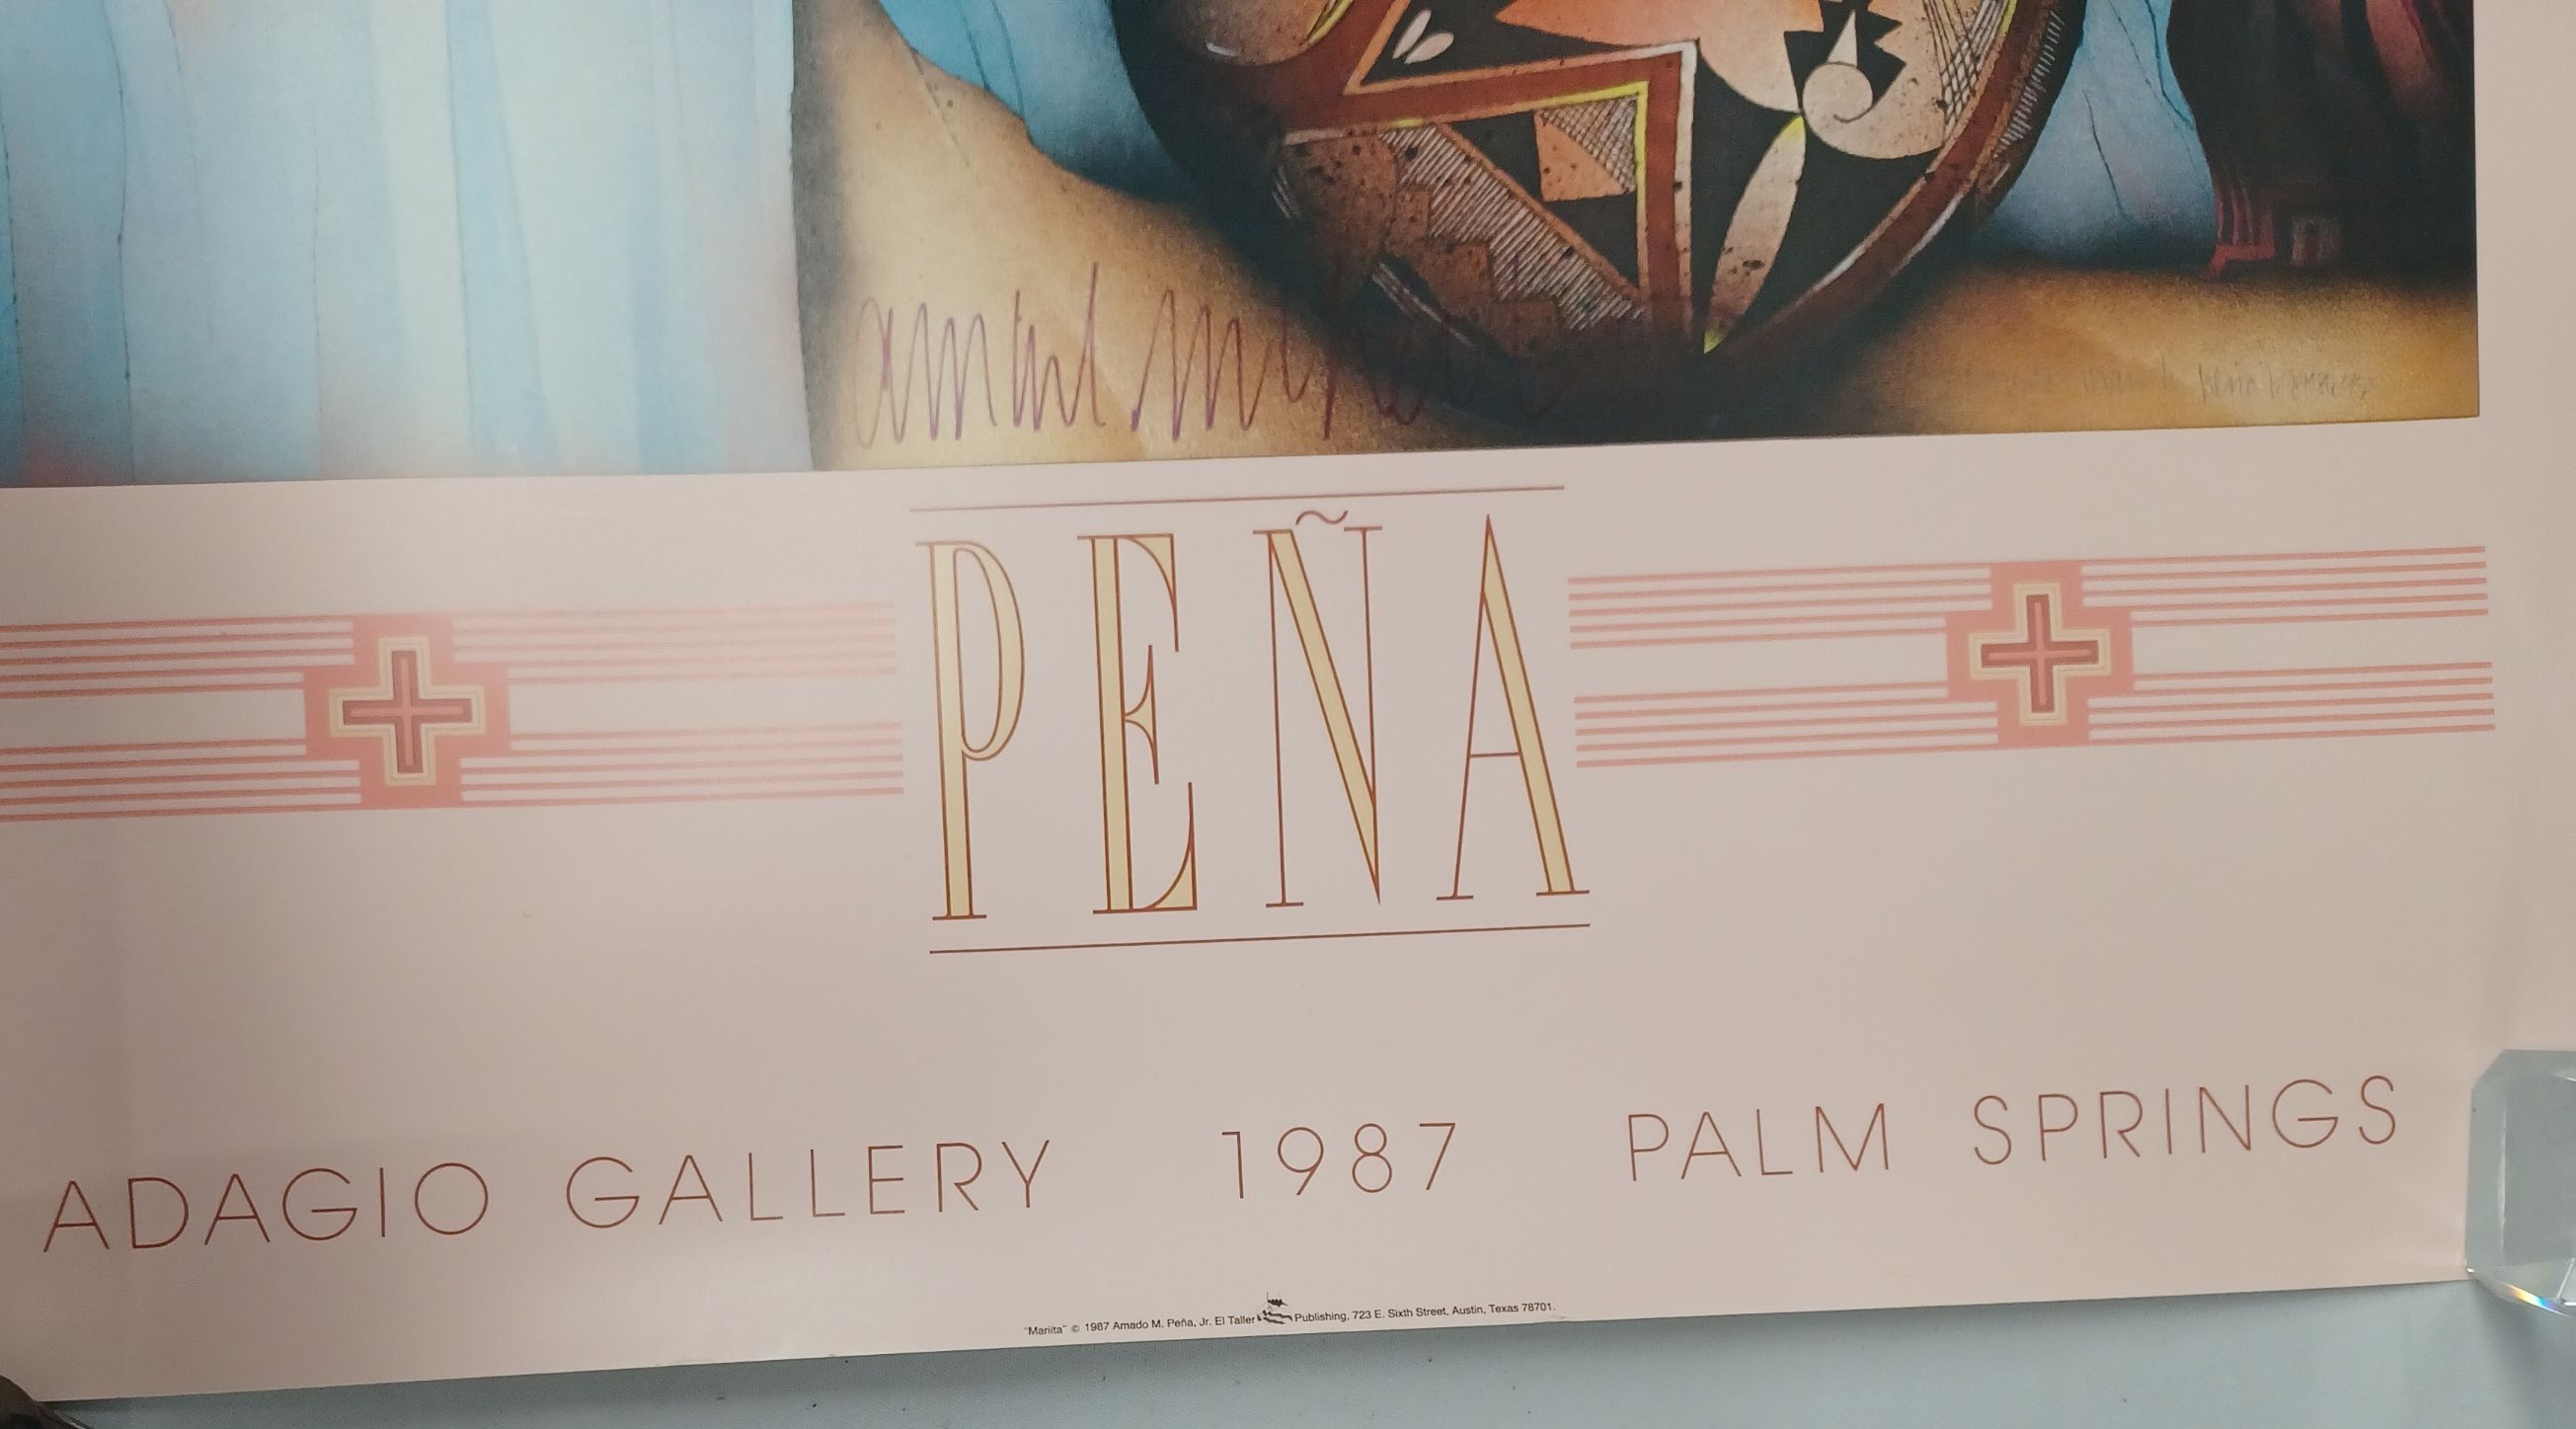 PEÑA
ADAGIO GALLERY 1987 PALM SPRINGS
"Mariita" © 1987 Amado M. Peña, Jr. El Taller Publishing, 723 E. Sixth Street, Austin, Texas 78701.